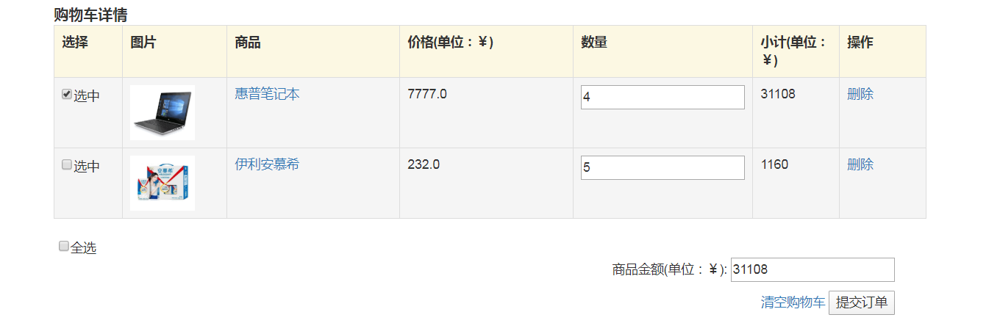 购物车详情
选择 图片 商品 价格(单位：￥) 数量 小计(单位：￥) 操作
选中 惠普笔记本 7777.0 4 31108 删除
选中 安慕希 伊利安慕希 232.0 5 1160 删除
全选
商品金额(单位：￥): 31108
清空购物车 提交订单